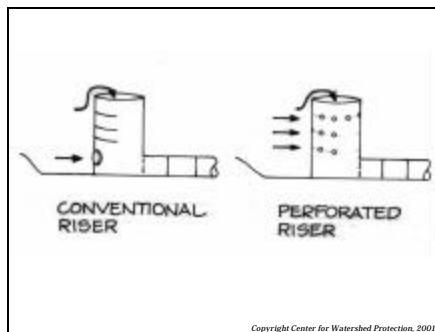 CONVENTIONAL
RISER
PERFORATED
RISER
Copyright Center for Watershed Protection, 2001